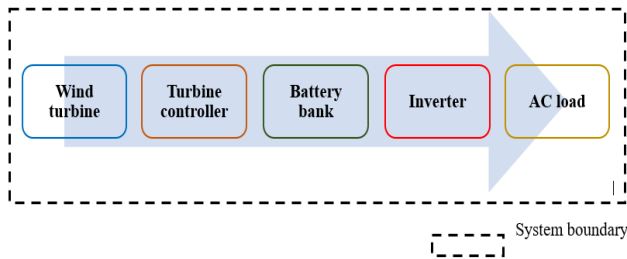 Wind
turbine
Turbine
controller
Battery
bank
Inverter
AC load
System boundary